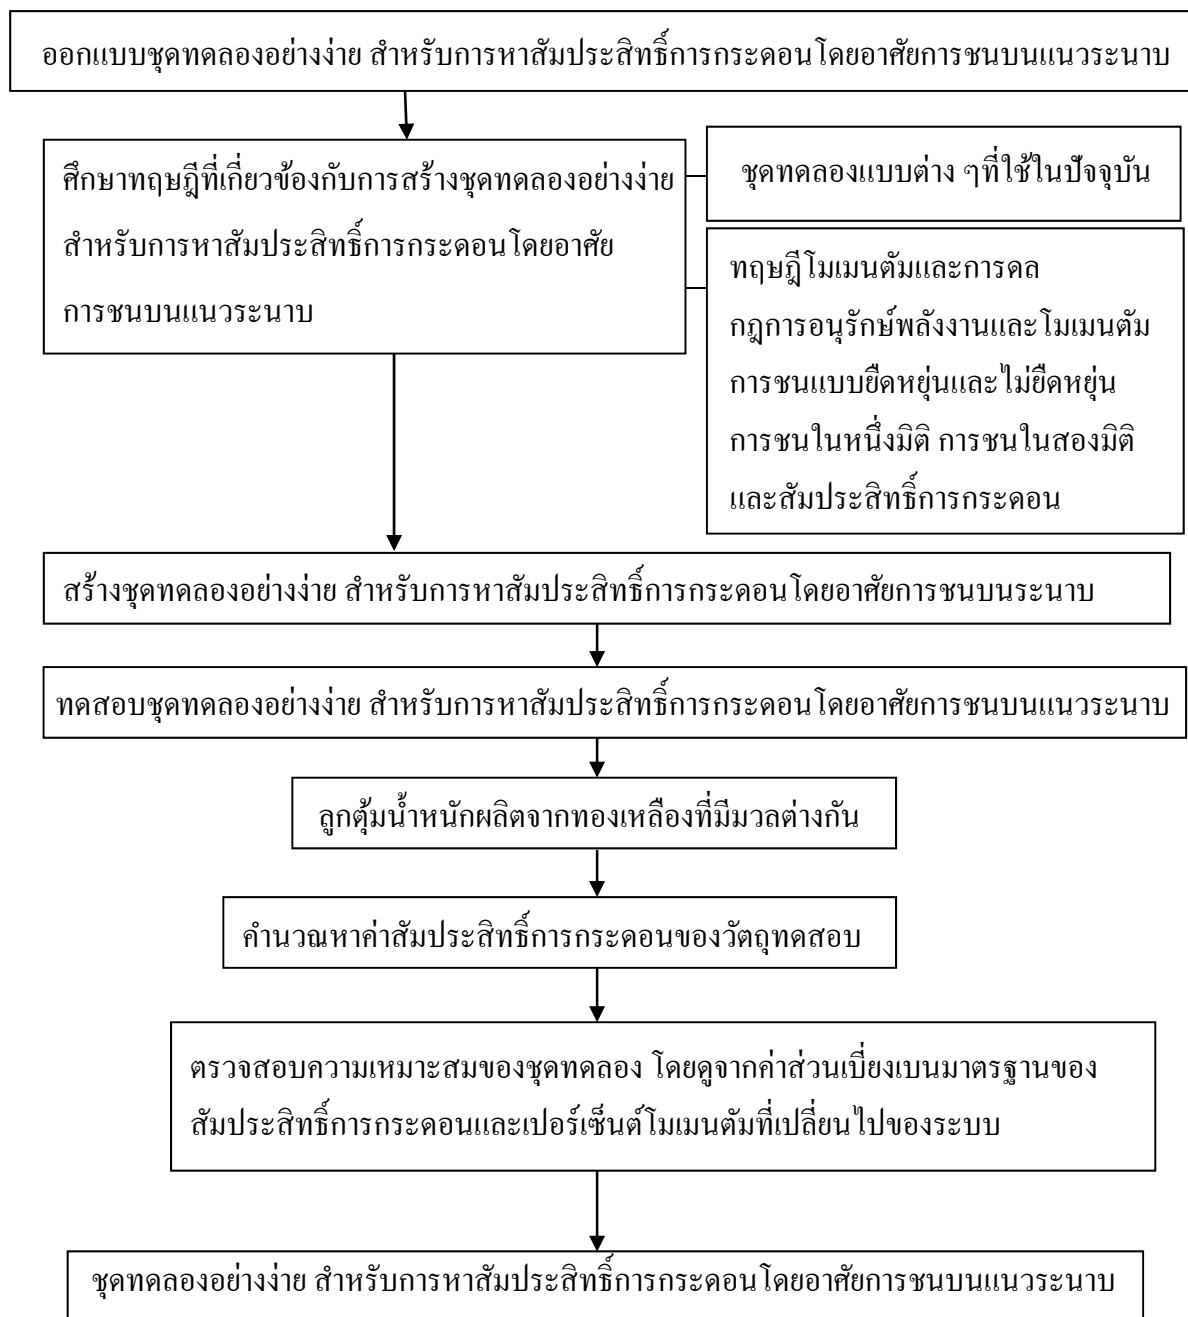 ออกแบบชุดทดลองอย่างง่าย สำหรับการหาสัมประสิทธิ์การกระดอนโดยอาศัยการชนบนแนวระนาบ
ศึกษาทฤษฎีที่เกี่ยวข้องกับการสร้างชุดทดลองอย่างง่าย
สำหรับการหาสัมประสิทธิ์การกระดอนโดยอาศัย
การชนบนแนวระนาบ
ชุดทดลองแบบต่าง ๆที่ใช้ในปัจจุบัน
ทฤษฎีโมเมนตัมและการดล
กฎการอนุรักษ์พลังงานและโมเมนตัม
การชนแบบยืดหยุ่นและไม่ยืดหยุ่น
การชนในหนึ่งมิติ การชนในสองมิติ
และสัมประสิทธิ์การกระดอน
สร้างชุดทดลองอย่างง่าย สำหรับการหาสัมประสิทธิ์การกระดอนโดยอาศัยการชนบนระนาบ
ทดสอบชุดทดลองอย่างง่าย สำหรับการหาสัมประสิทธิ์การกระดอนโดยอาศัยการชนบนแนวระนาบ
ลูกตุ้มน้ำหนักผลิตจากทองเหลืองที่มีมวลต่างกัน
คำนวณหาค่าสัมประสิทธิ์การกระดอนของวัตถุทดสอบ
ตรวจสอบความเหมาะสมของชุดทดลอง โดยดูจากค่าส่วนเบี่ยงเบนมาตรฐานของ
สัมประสิทธิ์การกระดอนและเปอร์เซ็นต์โมเมนตัมที่เปลี่ยนไปของระบบ
ชุดทดลองอย่างง่าย สำหรับการหาสัมประสิทธิ์การกระดอนโดยอาศัยการชนบนแนวระนาบ